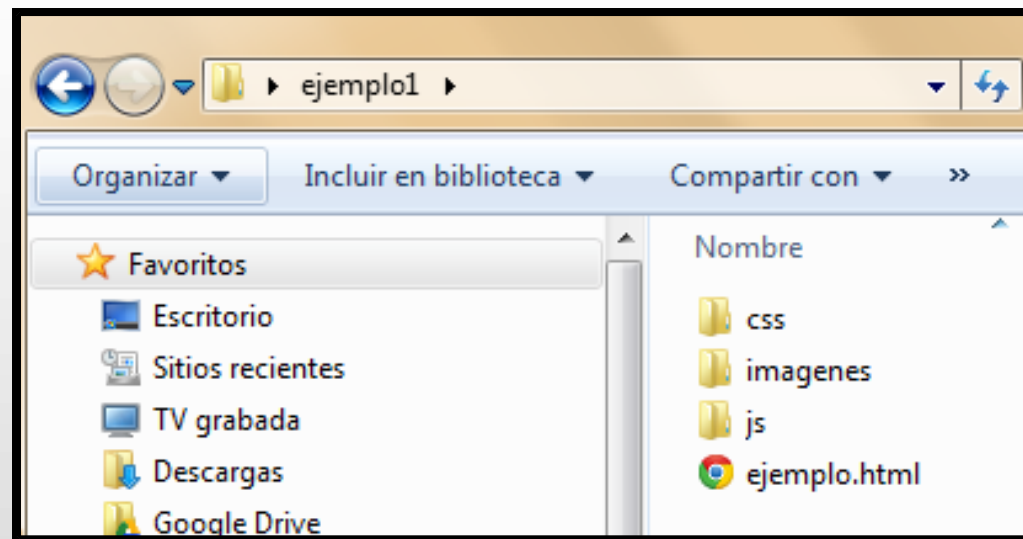 ejemplo1
Organizar
Incluir en biblioteca
Compartir con
»
Favoritos
Escritorio
Sitios recientes
TV grabada
Descargas
Google Drive
Nombre
css
imagenes
js
ejemplo.html